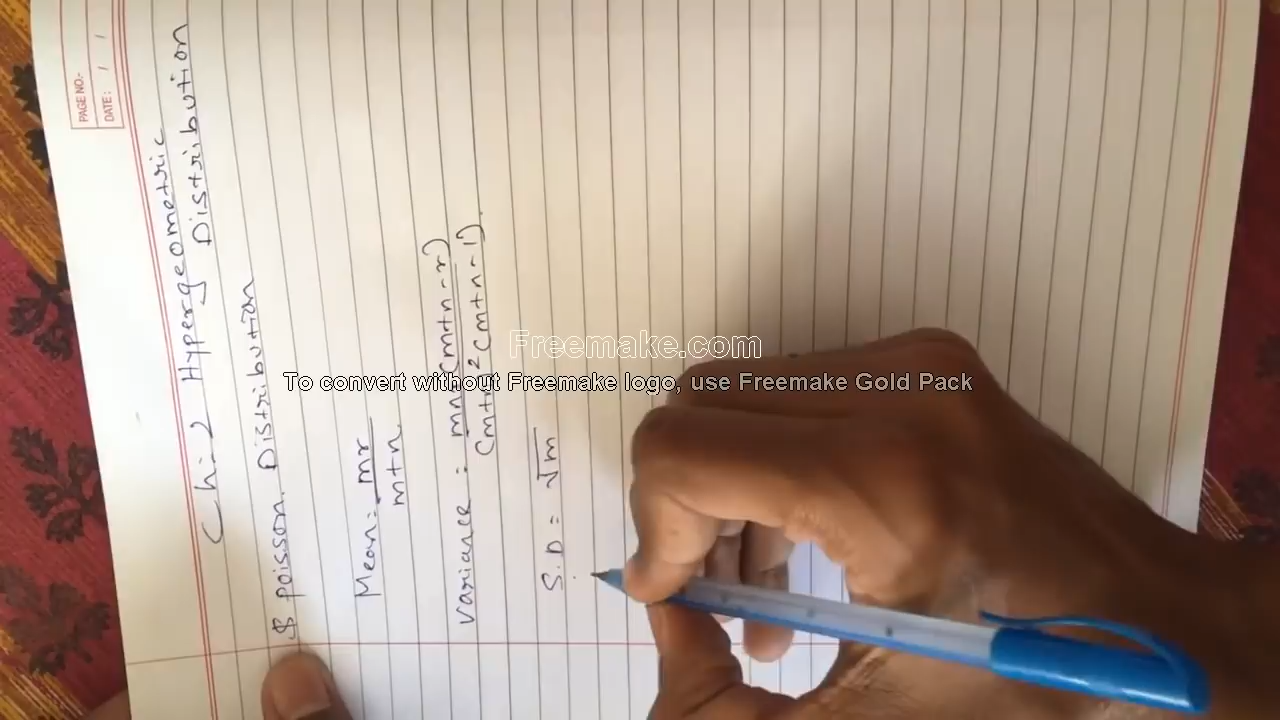 PAGE NO.-
DATE: / /
Ch:-2 Hypergeometric
Distribution
$ poisson Distribution
Mean: mr
m+n
variance: mnr(m+n-r)
(m+n)²(m+n-1).
S.D = √m
Freemake.com
To convert without Freemake logo, use Freemake Gold Pack